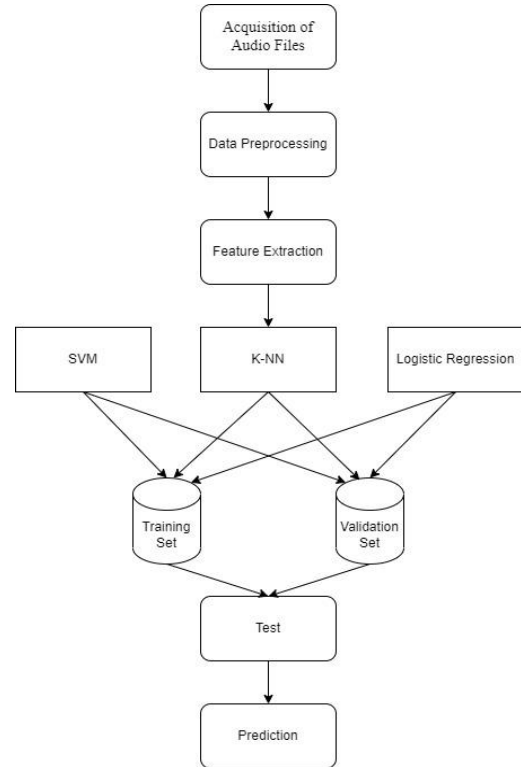 Acquisition of
Audio Files
Data Preprocessing
Feature Extraction
SVM
K-NN
Logistic Regression
Training
Set
Validation
Set
Test
Prediction